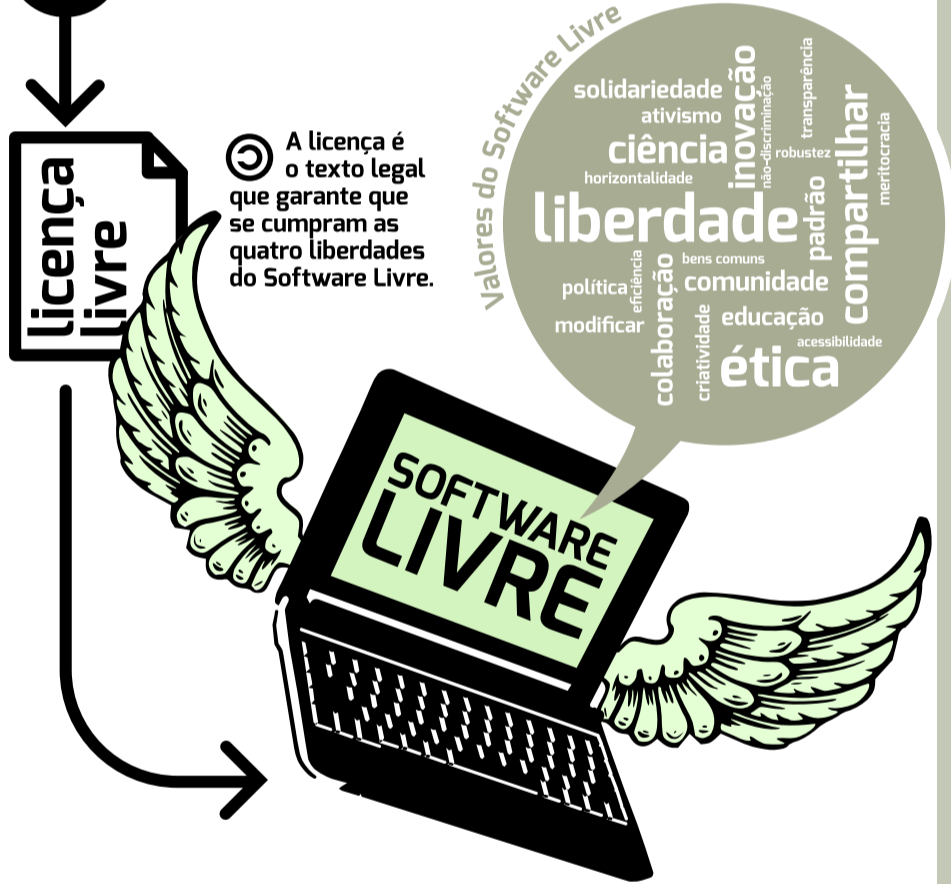 licença
livre
A licença é
o texto legal
que garante que
se cumpram as
quatro liberdades
do Software Livre.
Valores do Software Livre
solidariedade
ativismo
ciência
horizontalidade
inovação
não-discriminação
transparência
robustez
liberdade
padrão
compartilhar
meritocracia
bens comuns
política
eficiência
colaboração
comunidade
modificar
criatividade
educação
acessibilidade
ética
SOFTWARE
LIVRE